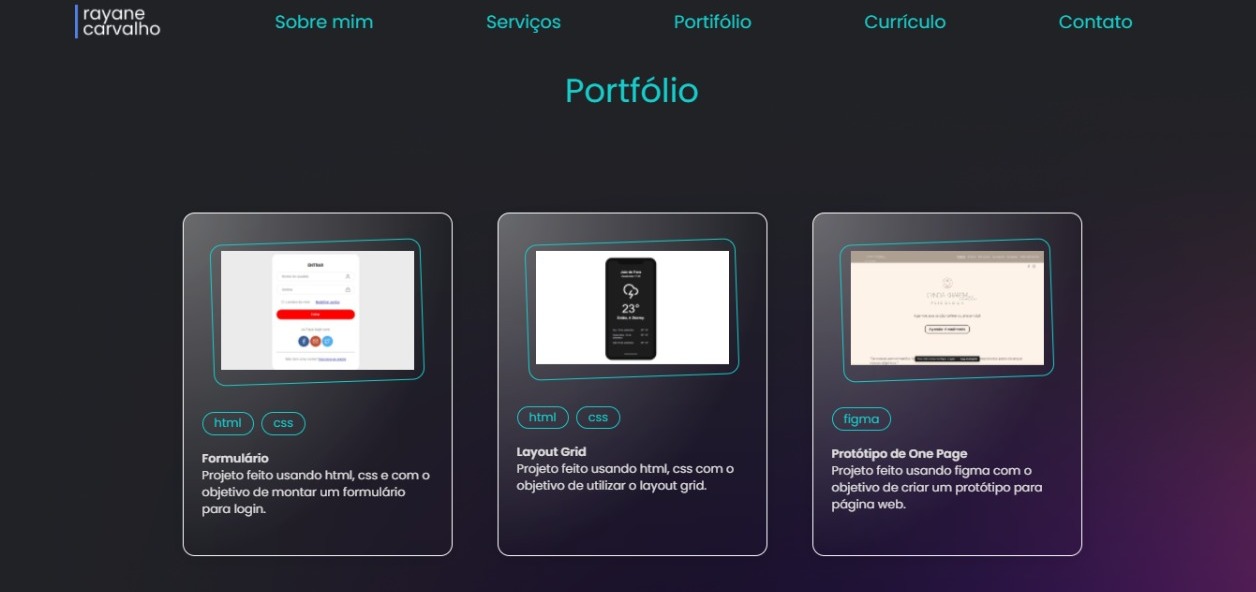 rayane
carvalho
Sobre mim
Serviços
Portifólio
Currículo
Contato
Portfólio
ENTRAR
23°
html
css
Formulário
Projeto feito usando html, css e com o
objetivo de montar um formulário
para login.
html
css
Layout Grid
Projeto feito usando html, css com o
objetivo de utilizar o layout grid.
figma
Protótipo de One Page
Projeto feito usando figma com o
objetivo de criar um protótipo para
página web.